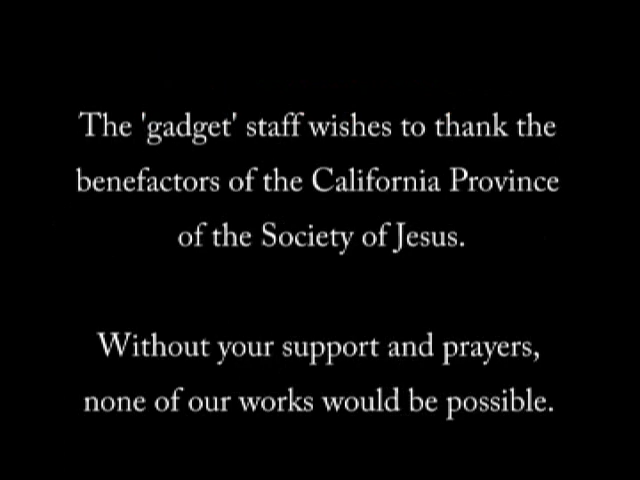 The 'gadget' staff wishes to thank the
benefactors of the California Province
of the Society of Jesus.
Without your support and prayers,
none of our works would be possible.